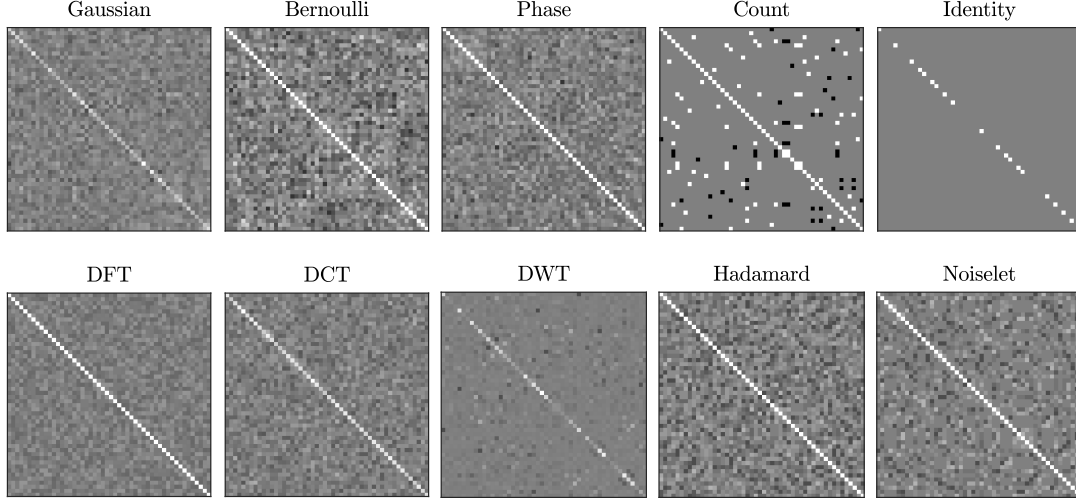 Gaussian Bernoulli Phase Count Identity
DFT DCT DWT Hadamard Noiselet